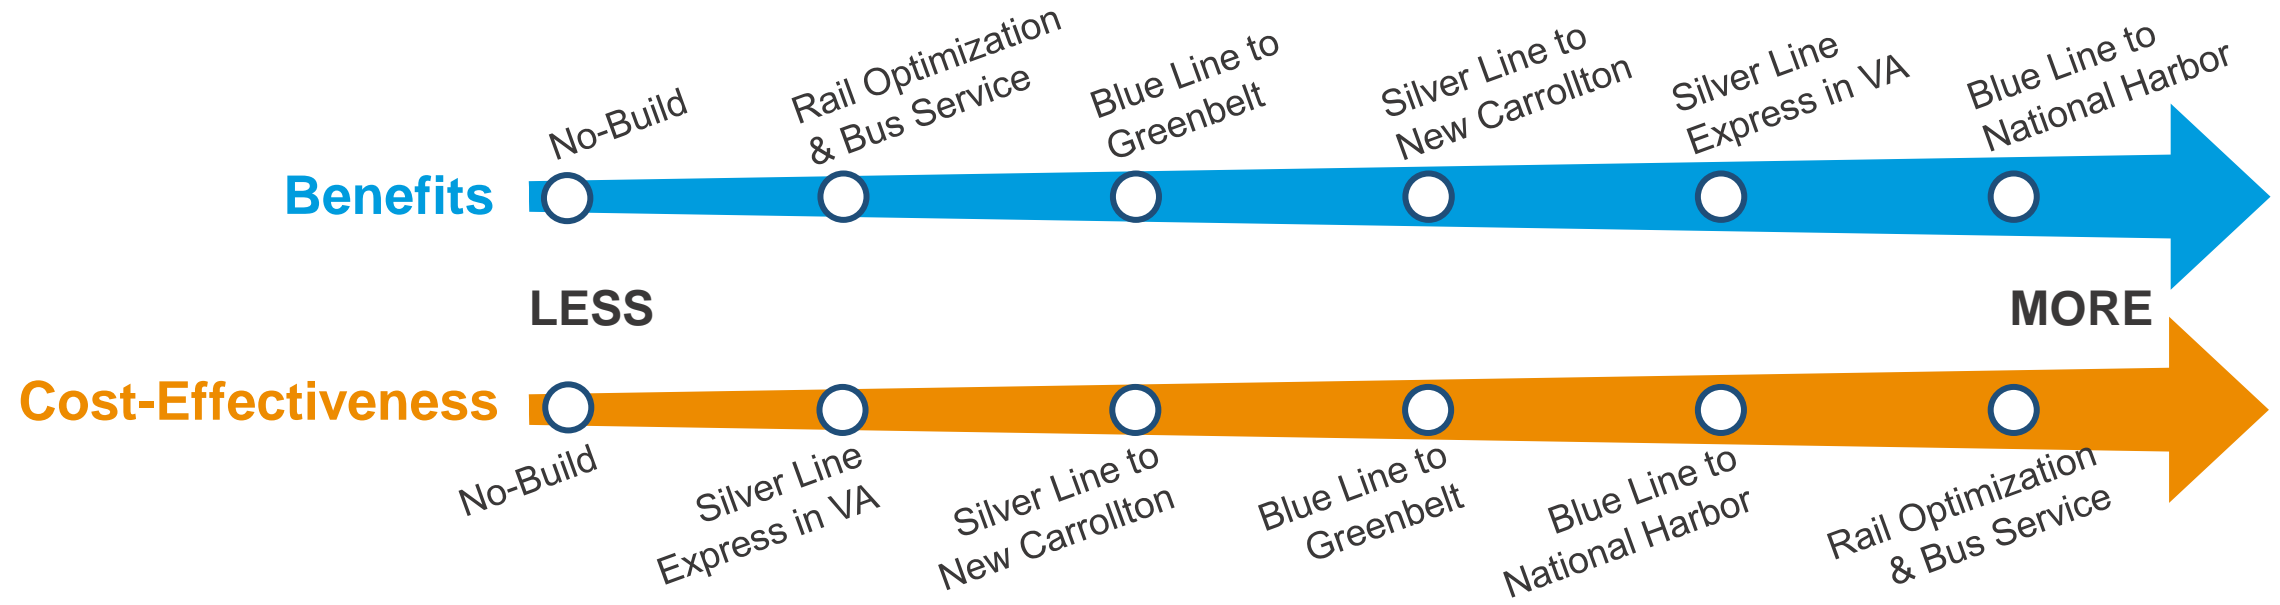 No-Build
Rail Optimization
& Bus Service
Blue Line to
Greenbelt
Silver Line to
New Carrollton
Silver Line
Express in VA
Blue Line to
National Harbor
Benefits
LESS
MORE
Cost-Effectiveness
No-Build
Silver Line
Express in VA
Silver Line to
New Carrollton
Blue Line to
Greenbelt
Blue Line to
National Harbor
Rail Optimization
& Bus Service